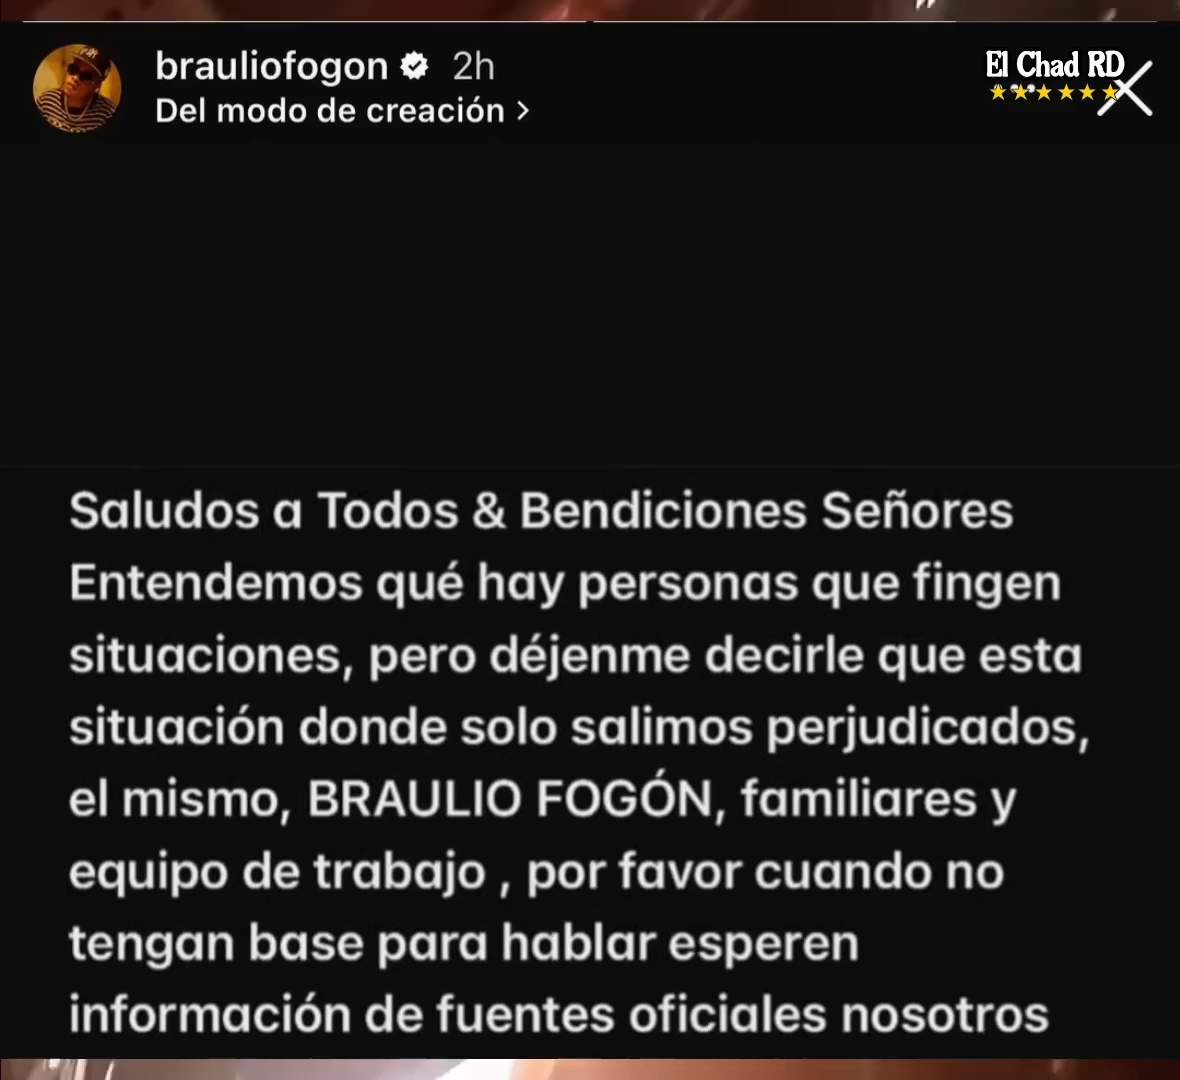 brauliofogon 2h
Del modo de creación >
El Chad RD
Saludos a Todos & Bendiciones Señores
Entendemos qué hay personas que fingen
situaciones, pero déjenme decirle que esta
situación donde solo salimos perjudicados,
el mismo, BRAULIO FOGÓN, familiares y
equipo de trabajo , por favor cuando no
tengan base para hablar esperen
información de fuentes oficiales nosotros